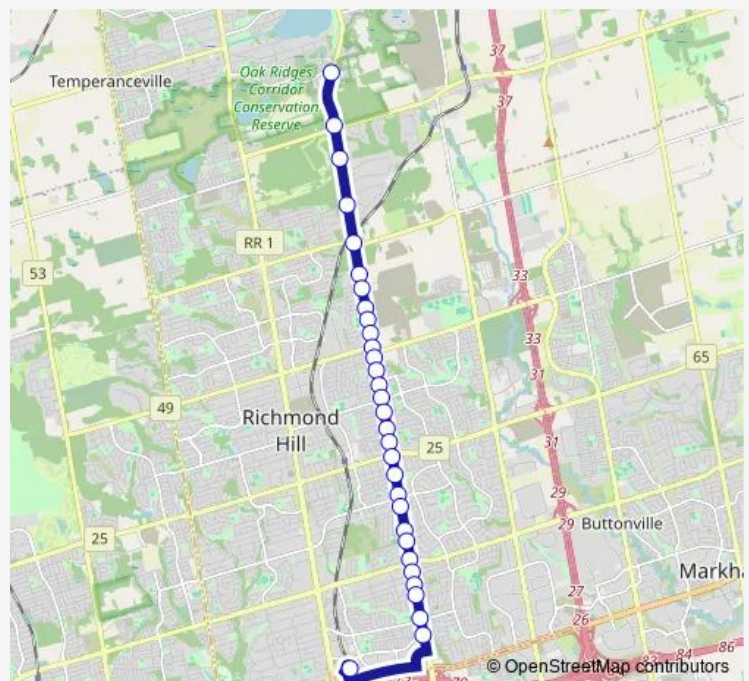 37
Temperanceville
Oak Ridges
Corridor
Conservation
Reserve
37
RR 1
53
33
33
65
31
49
Richmond
Hill
31
25
29
29
Buttonville
25
27
Markha
26
84
86
© OpenStreetMap contributors